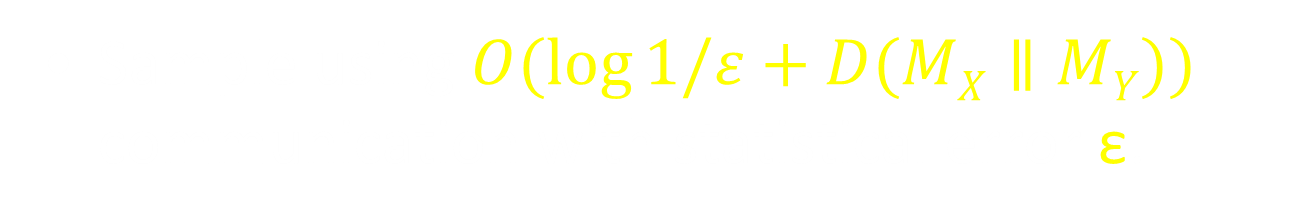 O(log 1/ε + D(M_X ∥ M_Y))
ε